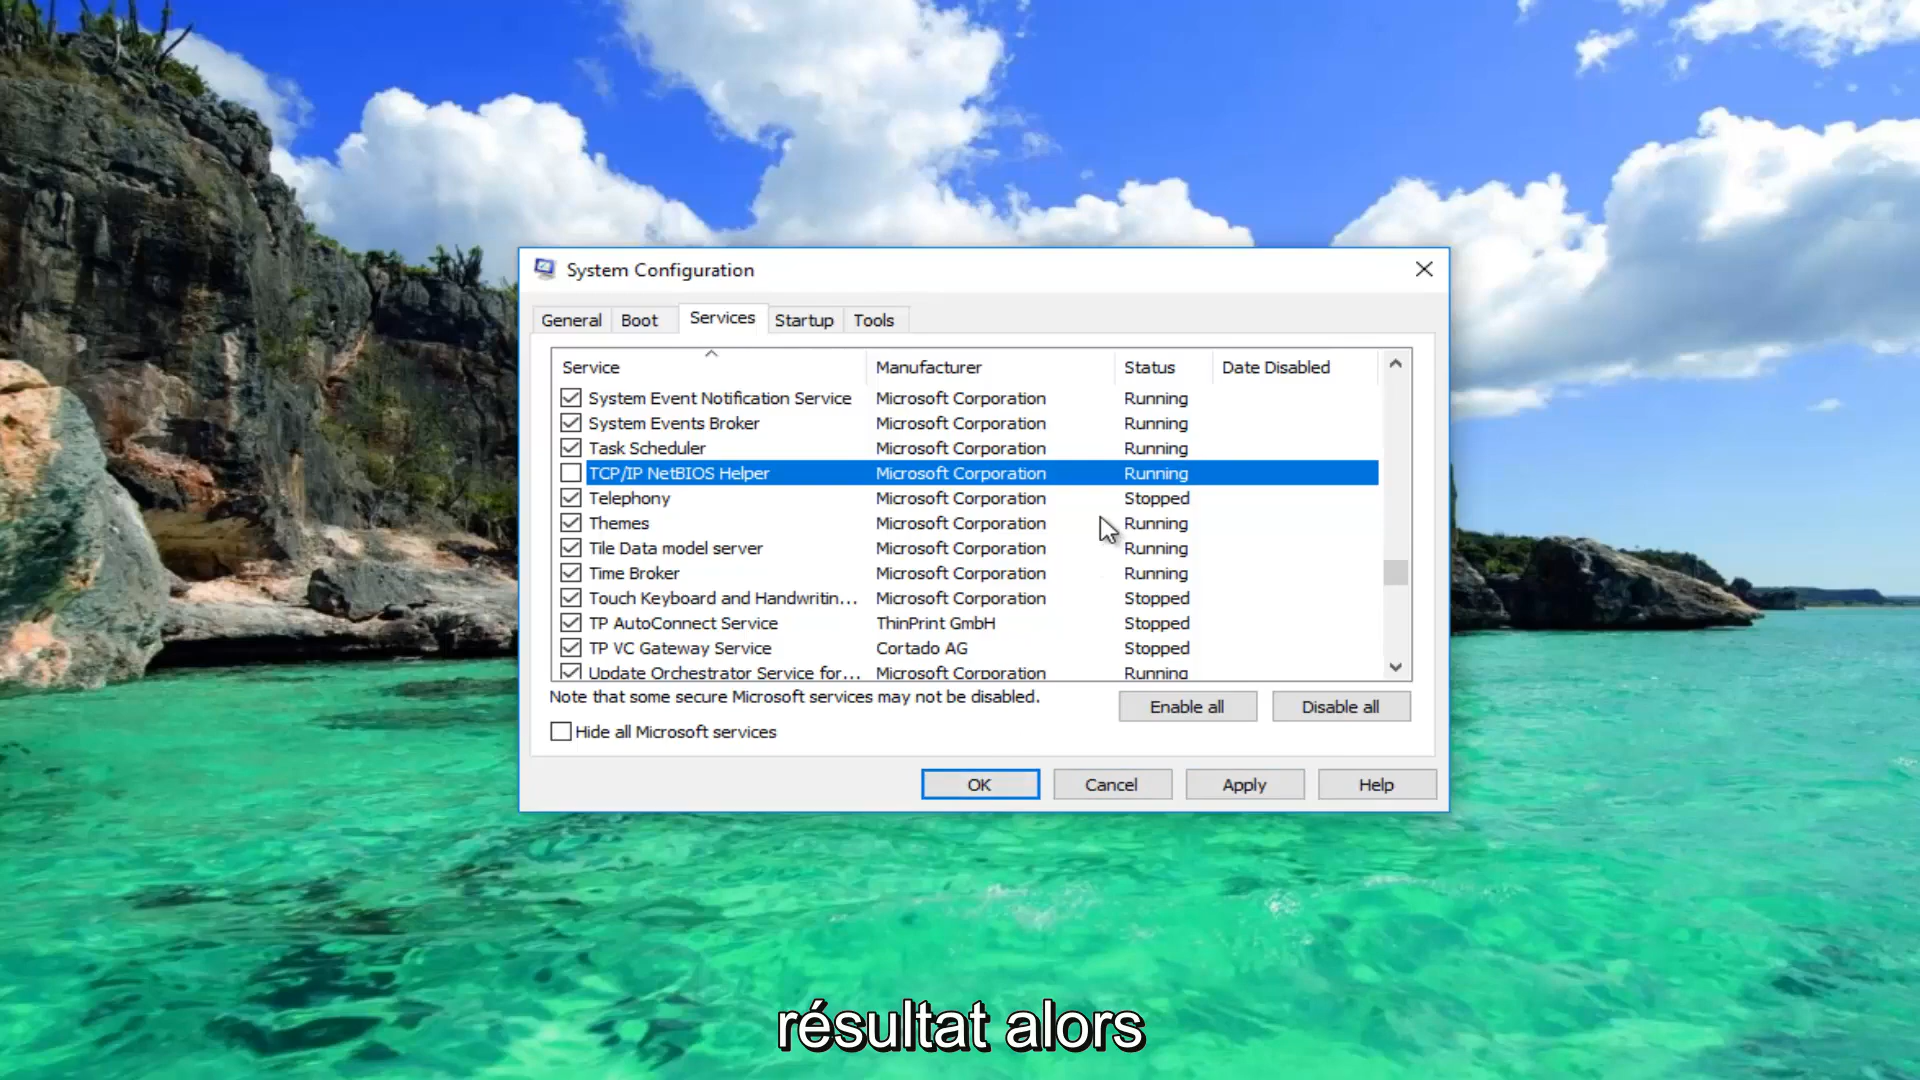 System Configuration
General Boot Services Startup Tools
Service Manufacturer Status Date Disabled
System Event Notification Service Microsoft Corporation Running
System Events Broker Microsoft Corporation Running
Task Scheduler Microsoft Corporation Running
TCP/IP NetBIOS Helper Microsoft Corporation Running
Telephony Microsoft Corporation Stopped
Themes Microsoft Corporation Running
Tile Data model server Microsoft Corporation Running
Time Broker Microsoft Corporation Running
Touch Keyboard and Handwritin... Microsoft Corporation Stopped
TP AutoConnect Service ThinPrint GmbH Stopped
TP VC Gateway Service Cortado AG Stopped
Update Orchestrator Service for... Microsoft Corporation Running
Note that some secure Microsoft services may not be disabled.
Enable all Disable all
Hide all Microsoft services
OK Cancel Apply Help
résultat alors